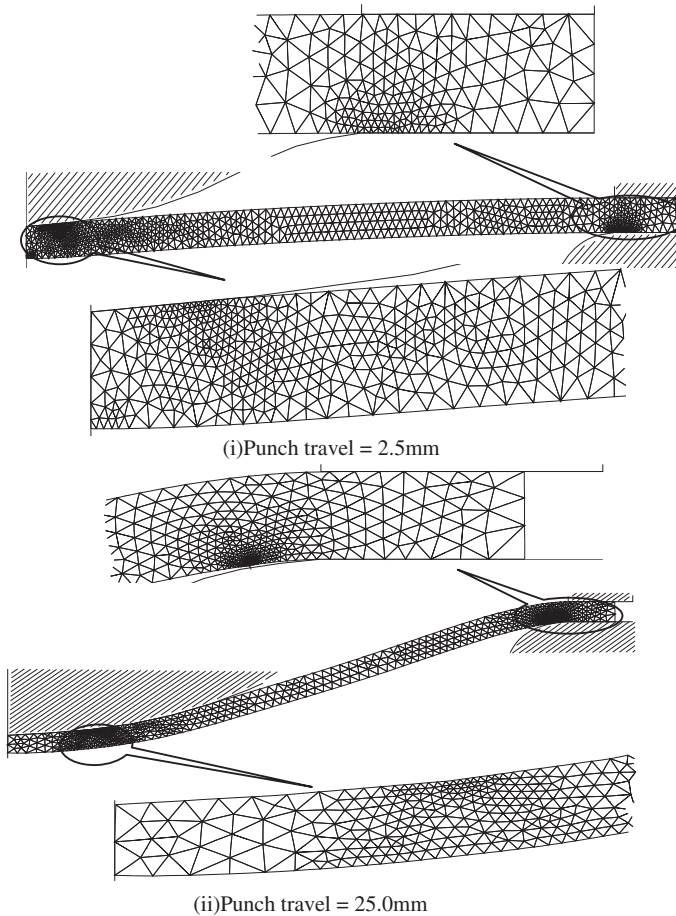 (i)Punch travel = 2.5mm
(ii)Punch travel = 25.0mm